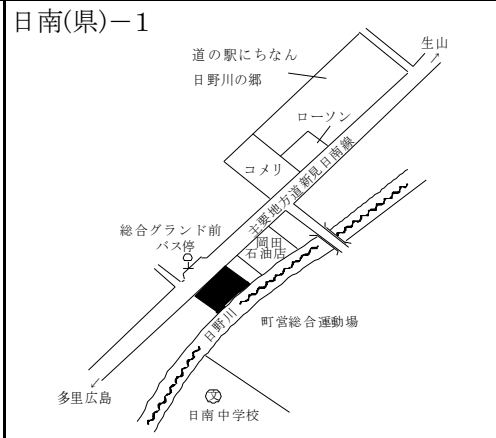 日南(県)－1
生山
道の駅にちなん
日野川の郷
ローソン
コメリ
主要地方道新見日南線
総合グランド前
バス停
岡田
石油店
日野川
町営総合運動場
多里広島
文
日南中学校